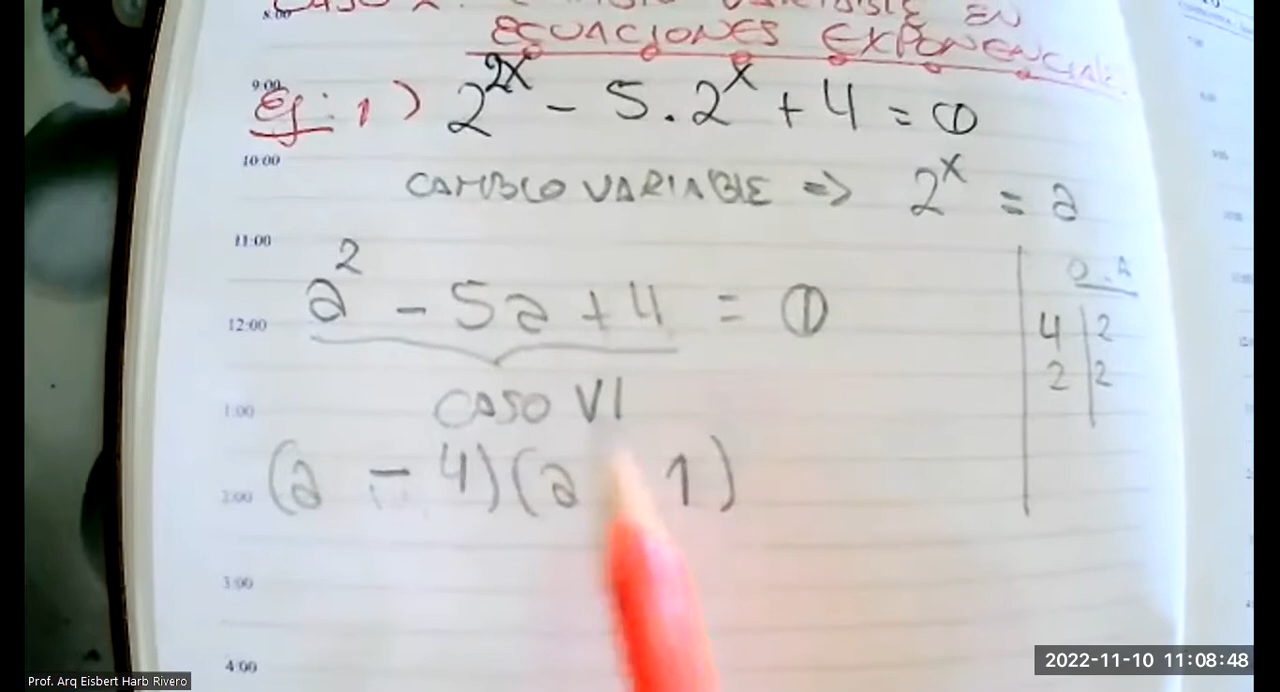 EN
ECUACIONES EXPONENCIALES
9:00
Ej: 1) 2^{2x} - 5.2^x + 4 = 0
10:00
CAMBIO VARIABLE => 2^x = a
11:00
a^2 - 5a + 4 = 0
12:00
CASO VI
1:00
(a - 4)(a 1)
2:00
3:00
4:00
4 | 2
2 | 2
2022-11-10 11:08:48
Prof. Arq Eisbert Harb Rivero